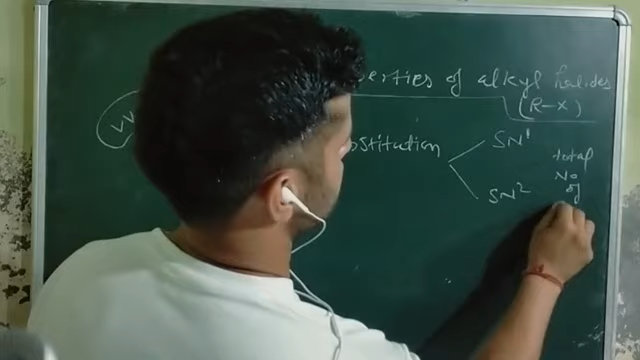 erties of alkyl halides
(R-X)
stitution
SN1
SN2
total
No
of